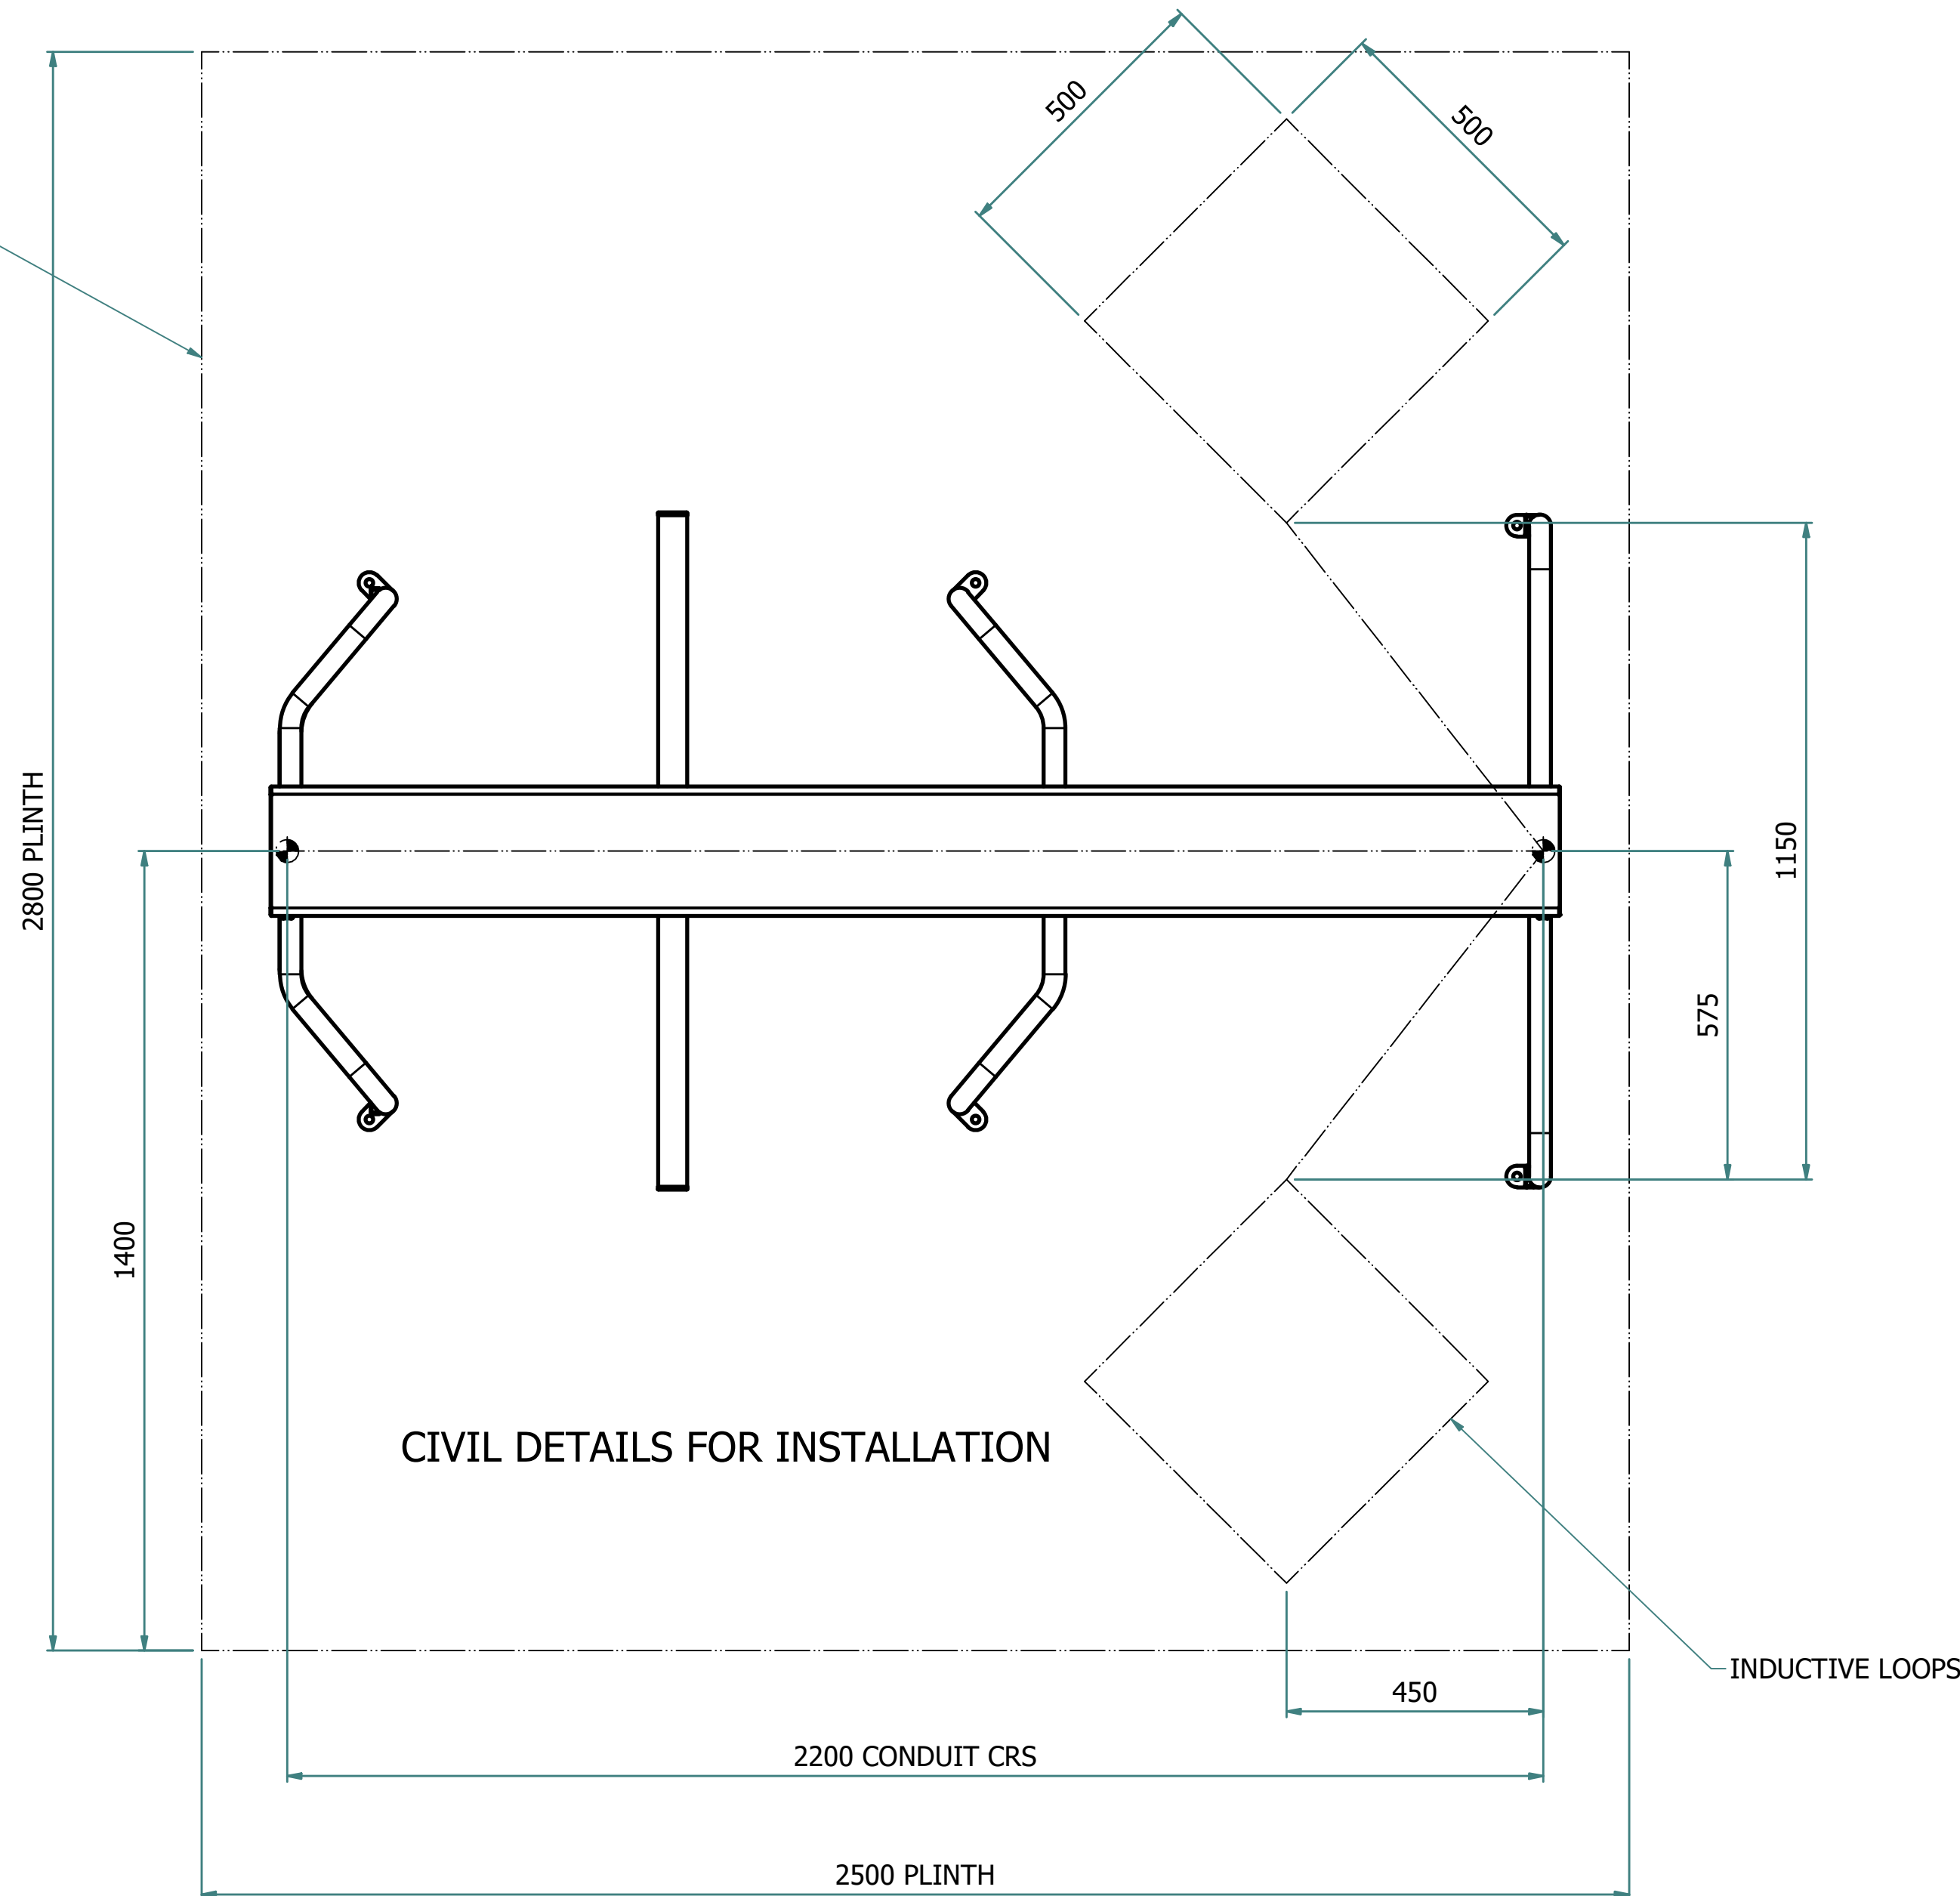 500
500
2800 PLINTH
1150
575
1400
CIVIL DETAILS FOR INSTALLATION
INDUCTIVE LOOPS
450
2200 CONDUIT CRS
2500 PLINTH